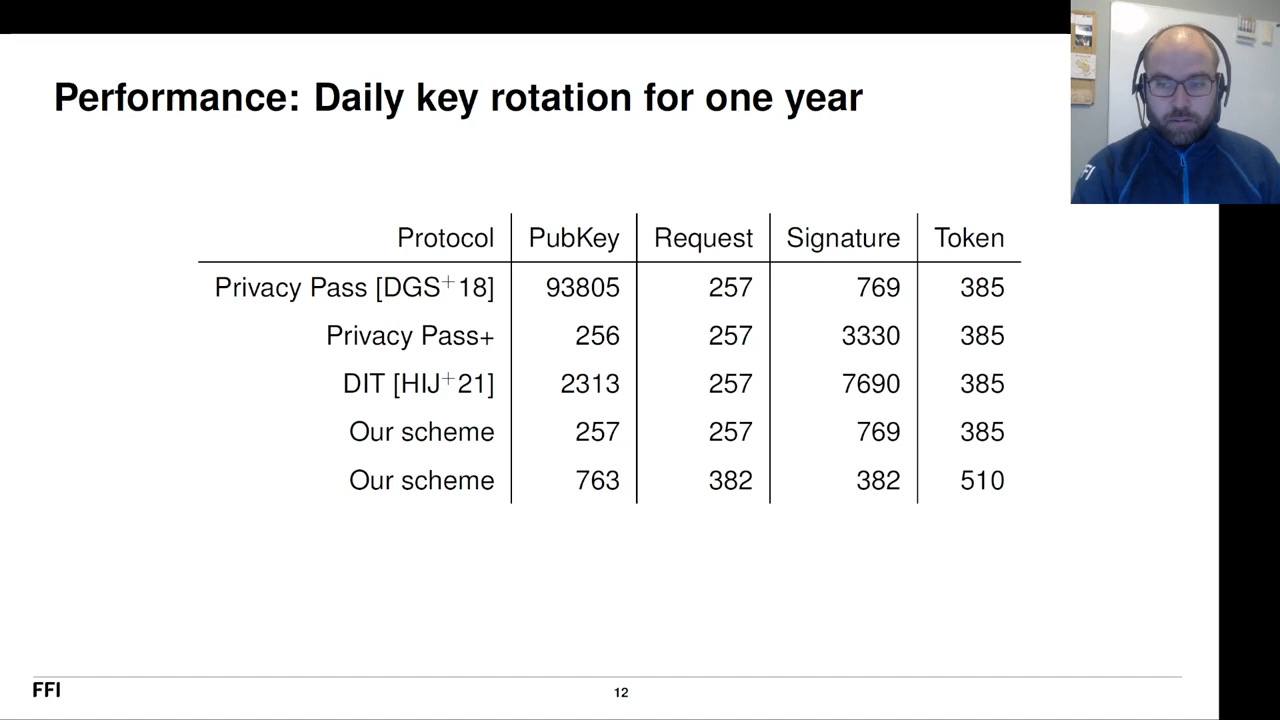 Performance: Daily key rotation for one year
Protocol PubKey Request Signature Token
Privacy Pass [DGS+18] 93805 257 769 385
Privacy Pass+ 256 257 3330 385
DIT [HIJ+21] 2313 257 7690 385
Our scheme 257 257 769 385
Our scheme 763 382 382 510
FFI
12
FFI